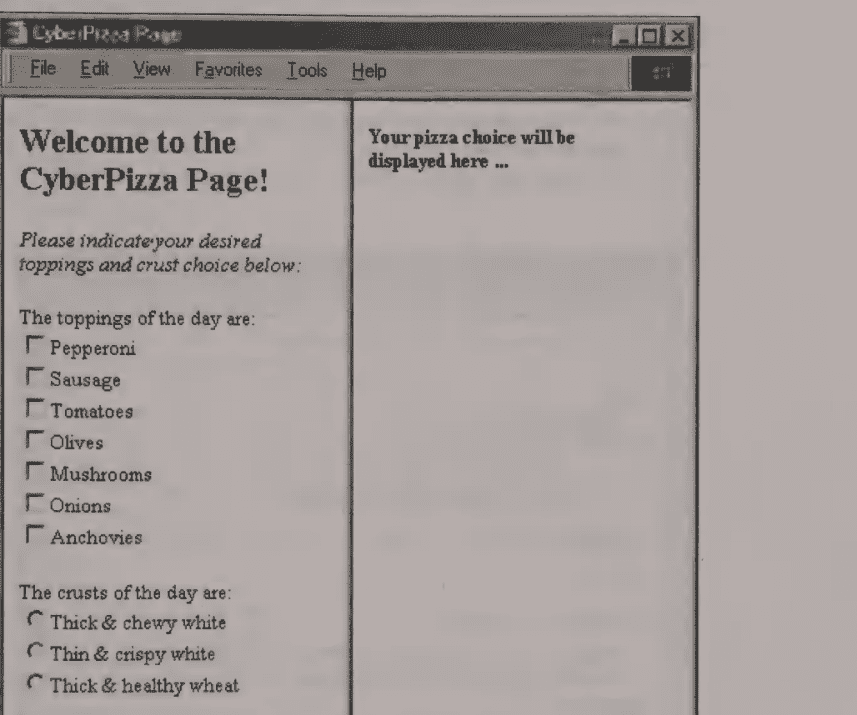 CyberPizza Page
File Edit View Favorites Tools Help
Welcome to the
CyberPizza Page!
Please indicate your desired
toppings and crust choice below:
The toppings of the day are:
Pepperoni
Sausage
Tomatoes
Olives
Mushrooms
Onions
Anchovies
The crusts of the day are:
Thick & chewy white
Thin & crispy white
Thick & healthy wheat
Your pizza choice will be
displayed here ...